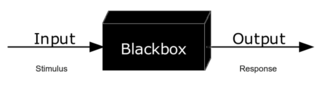 Input
Blackbox
Output
Stimulus
Response